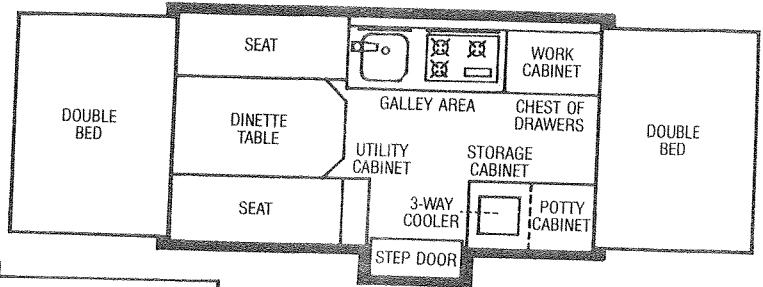 SEAT
WORK
CABINET
GALLEY AREA
CHEST OF
DRAWERS
DOUBLE
BED
DINETTE
TABLE
DOUBLE
BED
UTILITY
CABINET
STORAGE
CABINET
SEAT
3-WAY
COOLER
POTTY
CABINET
STEP DOOR